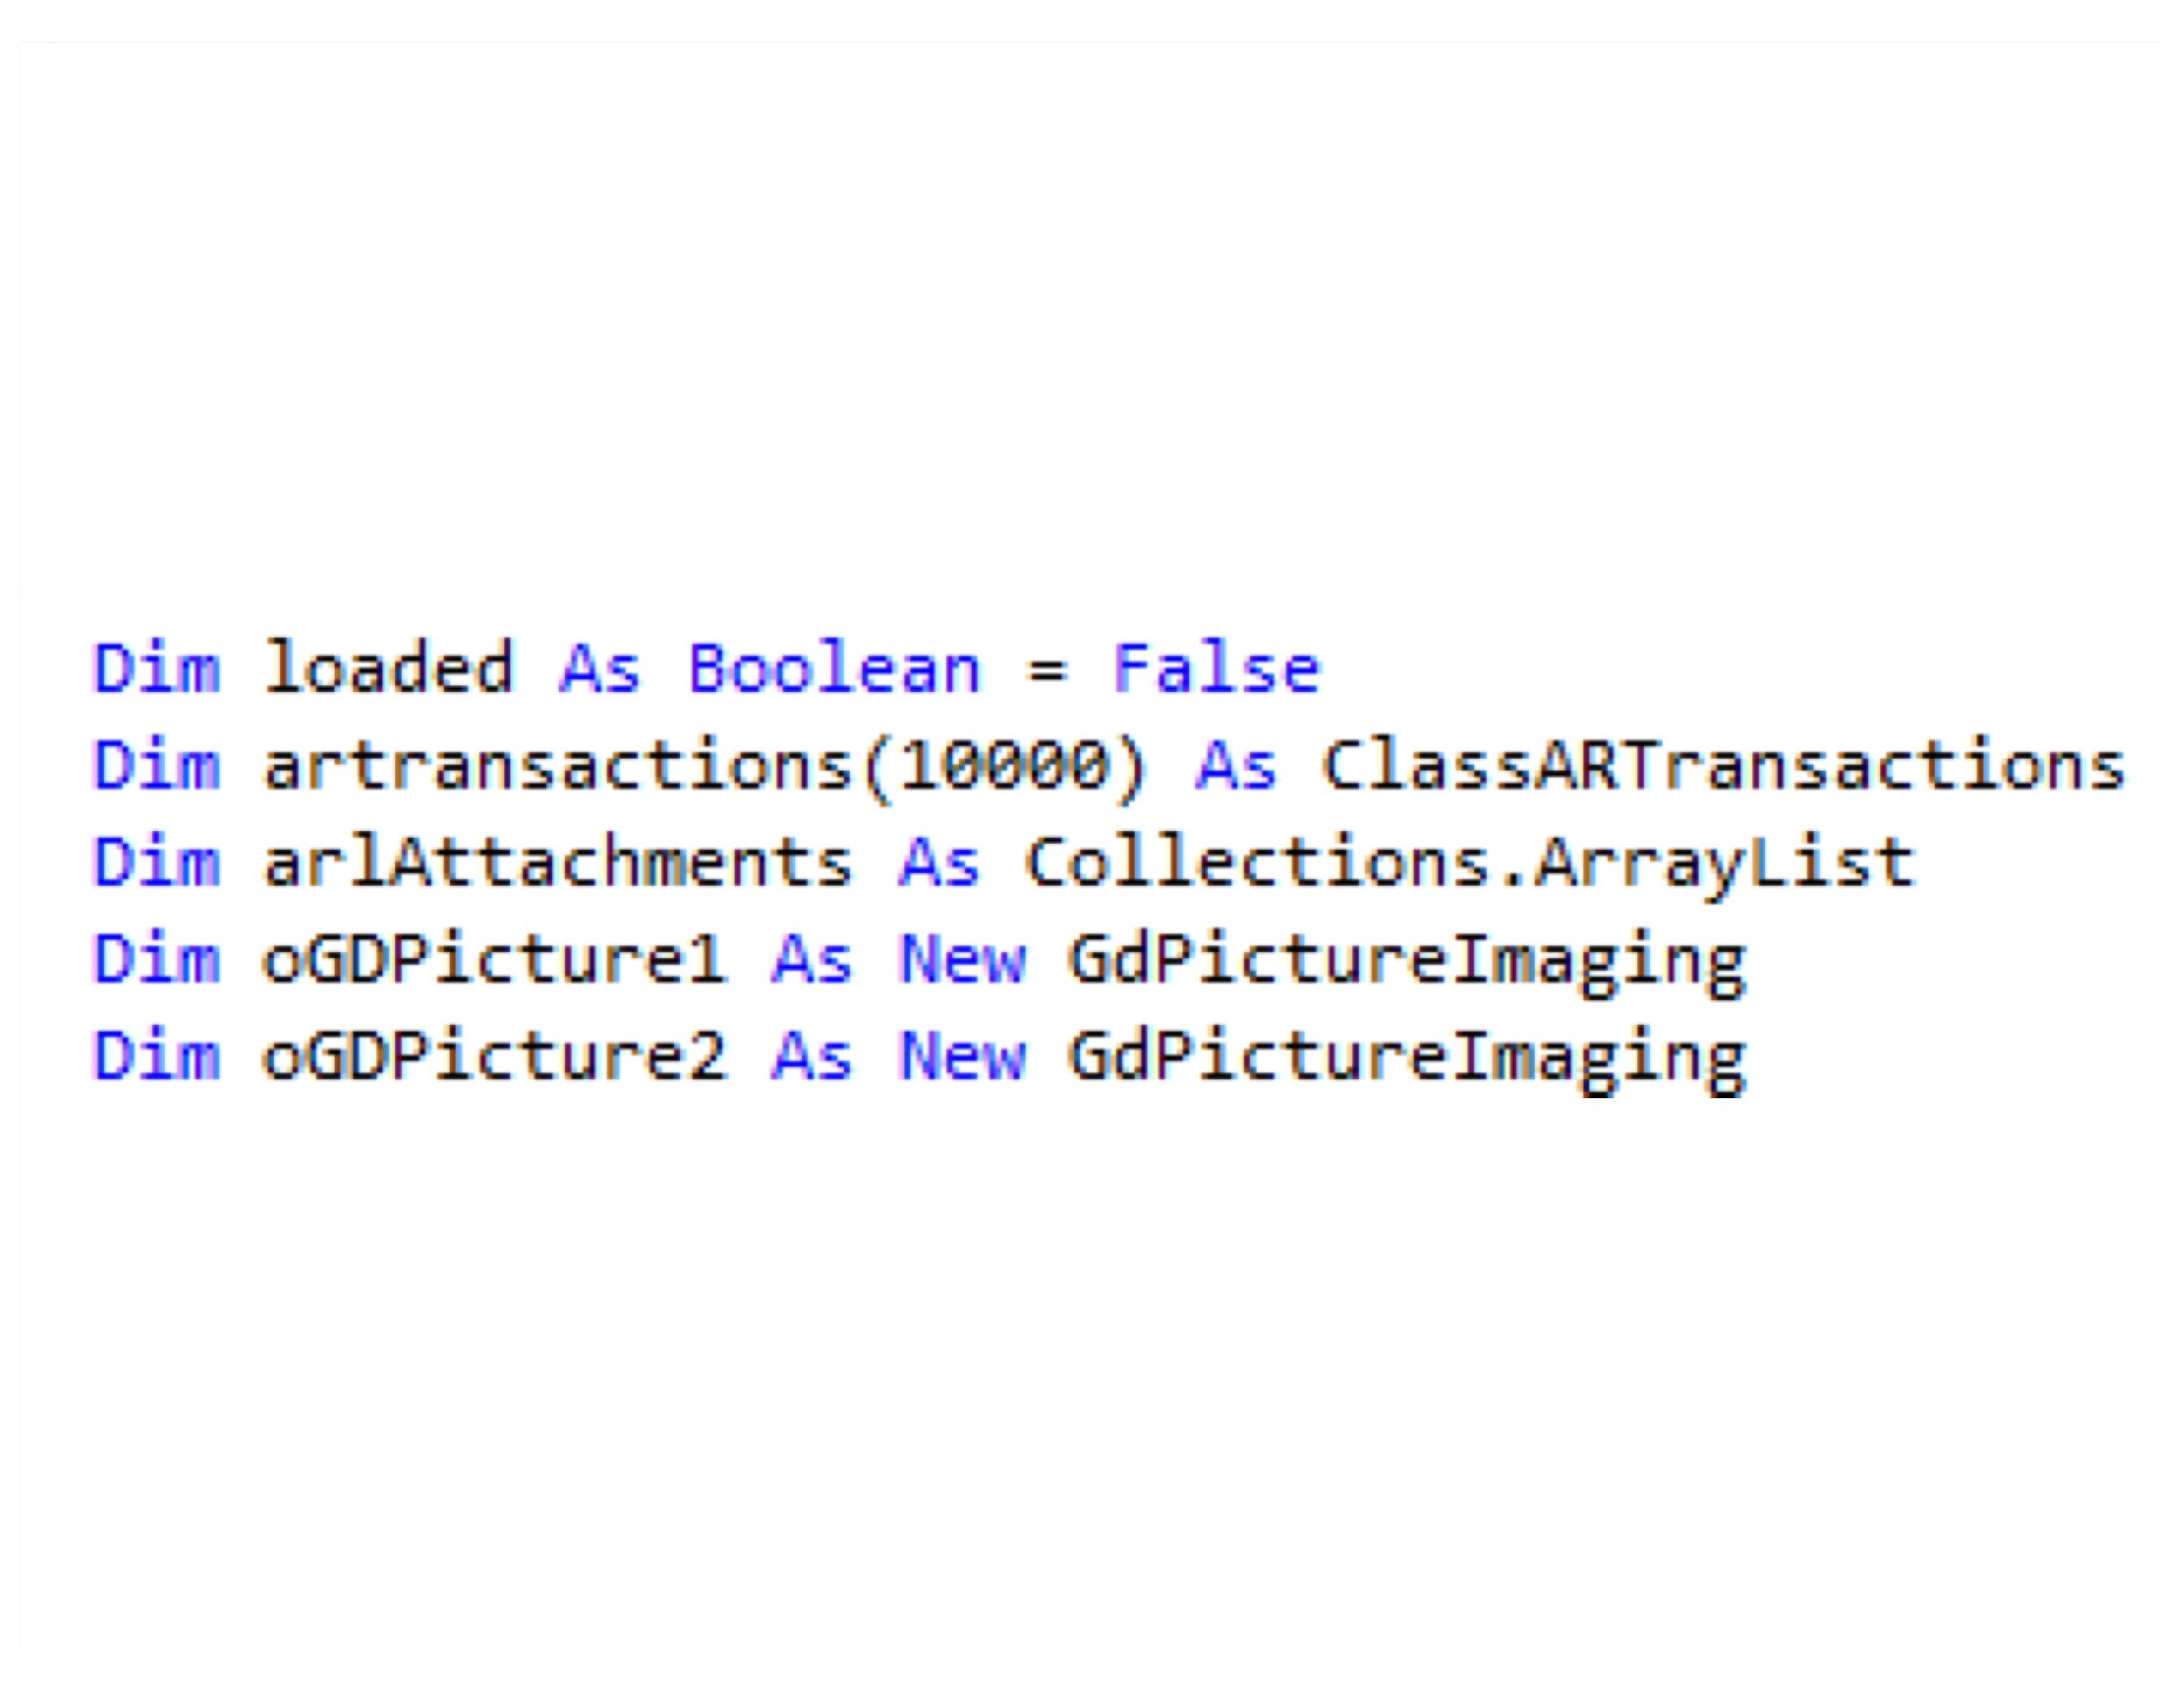 Dim loaded As Boolean = False
Dim artransactions(10000) As ClassARTransactions
Dim arlAttachments As Collections.ArrayList
Dim oGDPicture1 As New GdPictureImaging
Dim oGDPicture2 As New GdPictureImaging